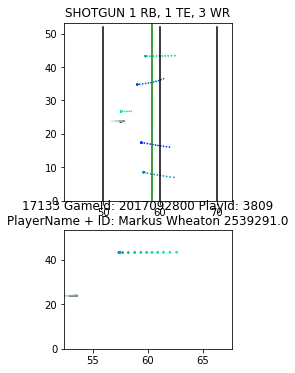 SHOTGUN 1 RB, 1 TE, 3 WR
50
40
30
20
10
0
50 60 70
17133 GameId: 2017092800 PlayId: 3809
PlayerName + ID: Markus Wheaton 2539291.0
40
20
0
55 60 65